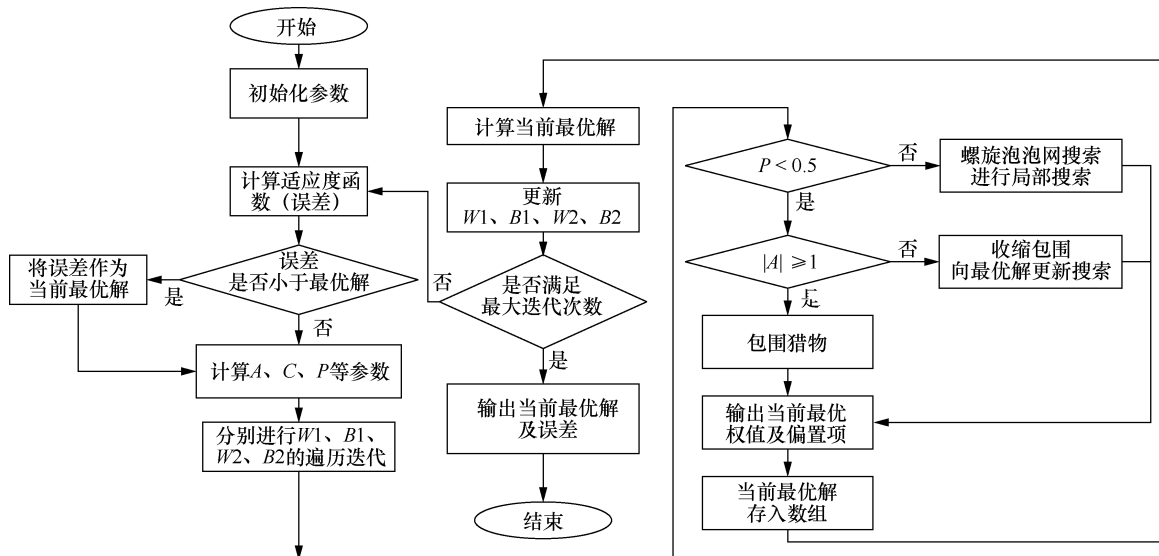 开始
初始化参数
计算适应度函
数（误差）
误差
是否小于最优解
是
将误差作为
当前最优解
否
计算A、C、P等参数
分别进行W1、B1、
W2、B2的遍历迭代
计算当前最优解
更新
W1、B1、W2、B2
是否满足
最大迭代次数
否
是
输出当前最优解
及误差
结束
P<0.5
否
螺旋泡泡网搜索
进行局部搜索
是
|A|≥1
否
收缩包围
向最优解更新搜索
是
包围猎物
输出当前最优
权值及偏置项
当前最优解
存入数组